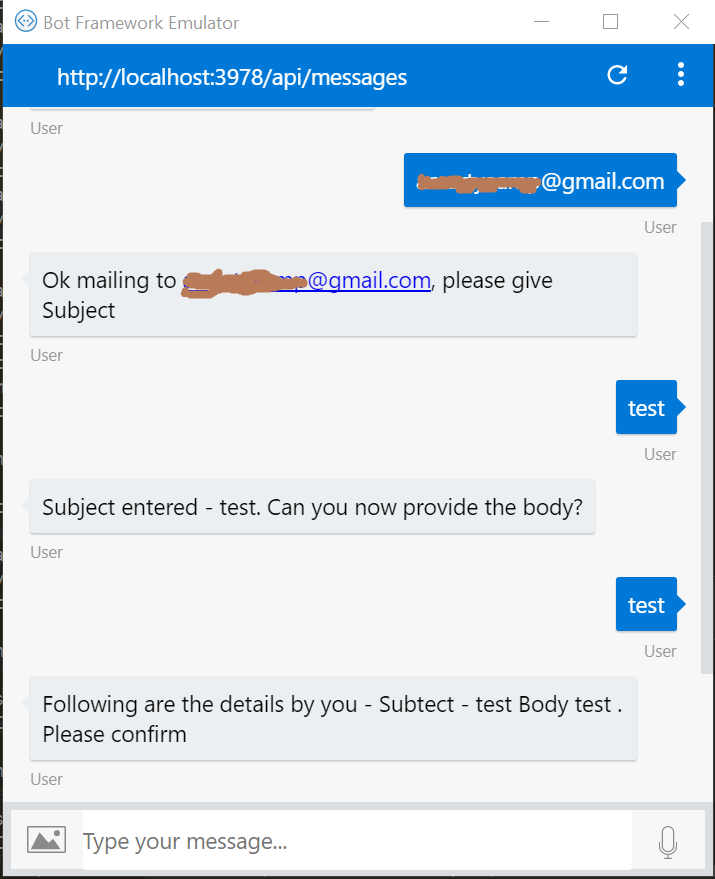 Bot Framework Emulator
http://localhost:3978/api/messages
User
@gmail.com
User
Ok mailing to @gmail.com, please give
Subject
User
test
User
Subject entered - test. Can you now provide the body?
User
test
User
Following are the details by you - Subtect - test Body test .
Please confirm
User
Type your message...